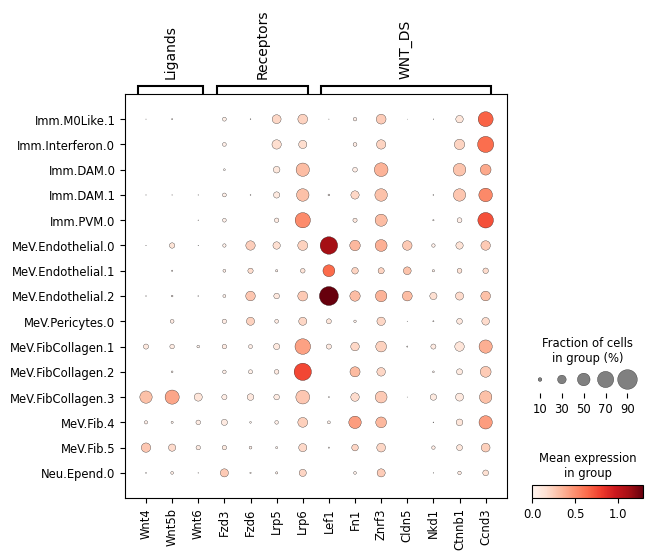 Ligands
Receptors
WNT_DS
Imm.M0Like.1
Imm.Interferon.0
Imm.DAM.0
Imm.DAM.1
Imm.PVM.0
MeV.Endothelial.0
MeV.Endothelial.1
MeV.Endothelial.2
MeV.Pericytes.0
MeV.FibCollagen.1
MeV.FibCollagen.2
MeV.FibCollagen.3
MeV.Fib.4
MeV.Fib.5
Neu.Epend.0
Wnt4
Wnt5b
Wnt6
Fzd3
Fzd6
Lrp5
Lrp6
Lef1
Fn1
Znrf3
Cldn5
Nkd1
Ctnnb1
Ccnd3
Fraction of cells
in group (%)
10 30 50 70 90
Mean expression
in group
0.0 0.5 1.0